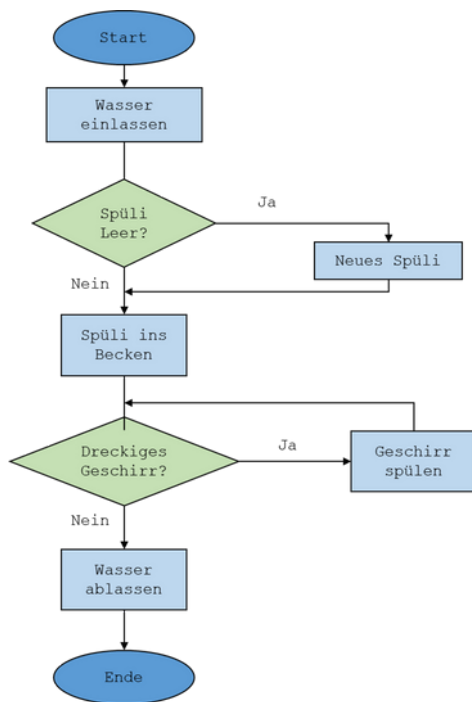 Start
Wasser
einlassen
Spüli
Leer?
Ja
Neues Spüli
Nein
Spüli ins
Becken
Dreckiges
Geschirr?
Ja
Geschirr
spülen
Nein
Wasser
ablassen
Ende